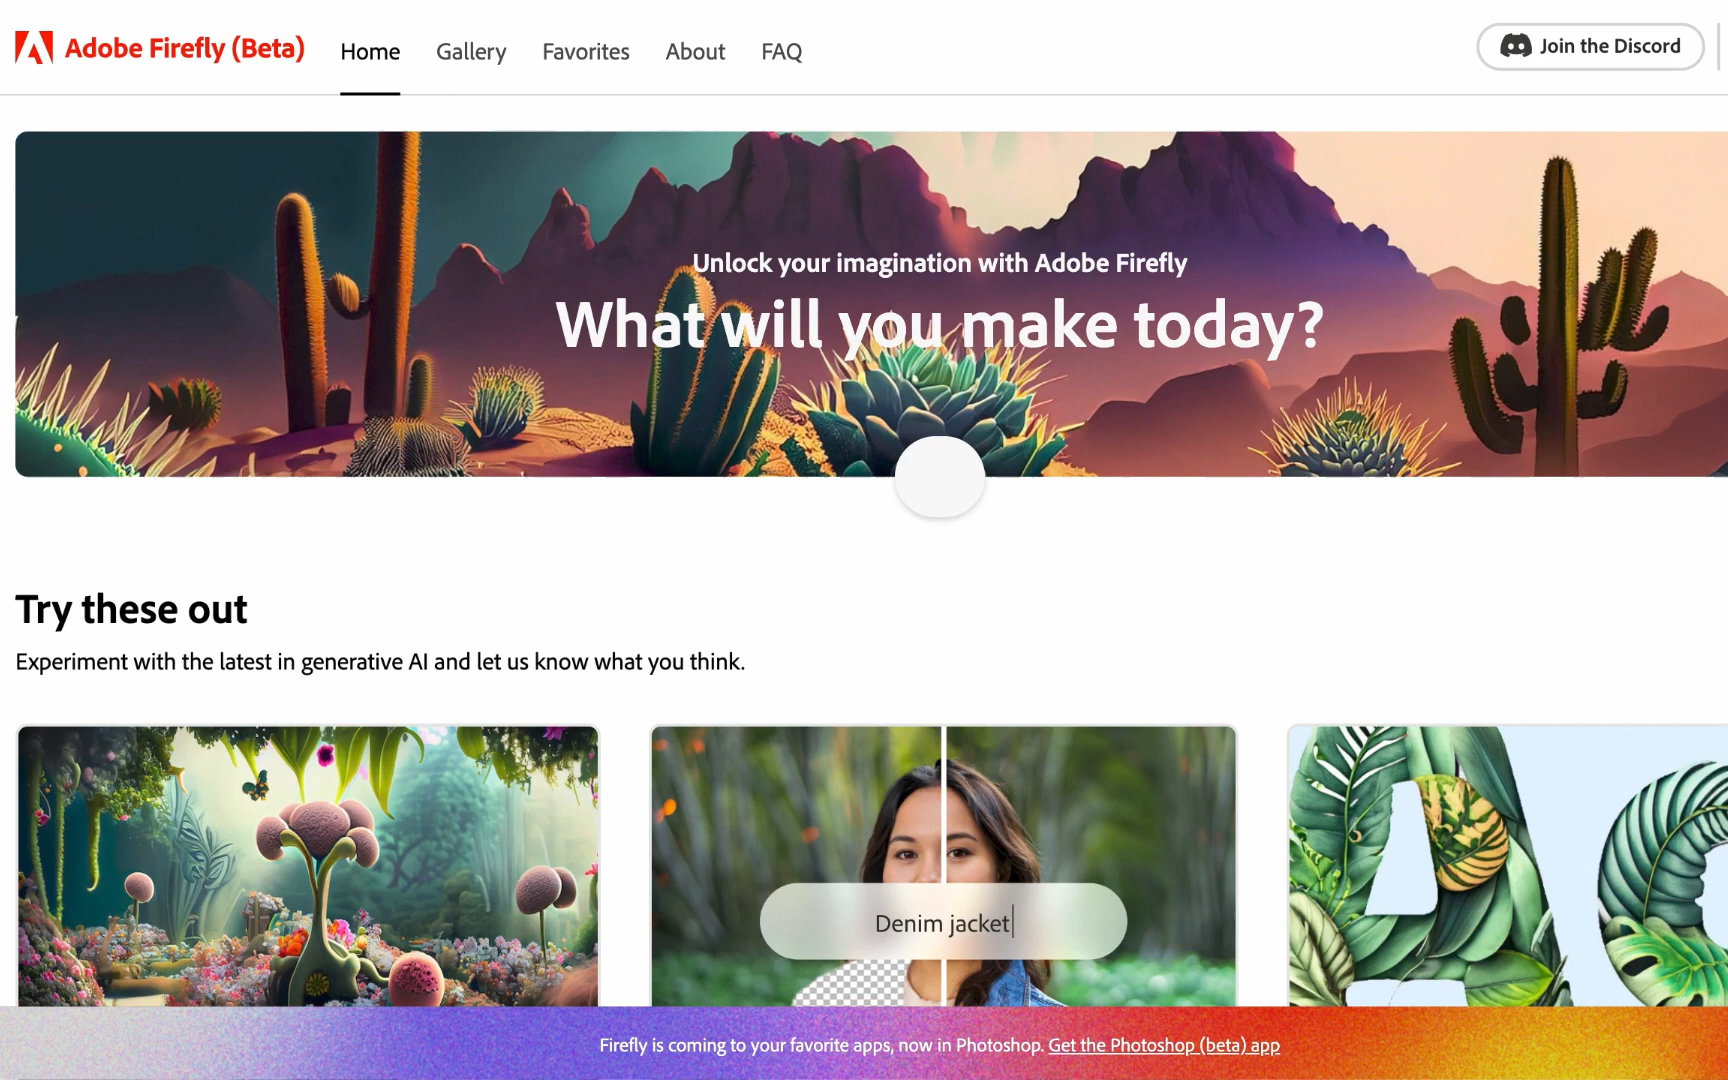 Adobe Firefly (Beta)
Home
Gallery
Favorites
About
FAQ
Join the Discord
Unlock your imagination with Adobe Firefly
What will you make today?
Try these out
Experiment with the latest in generative AI and let us know what you think.
Denim jacket
Firefly is coming to your favorite apps, now in Photoshop. Get the Photoshop (beta) app